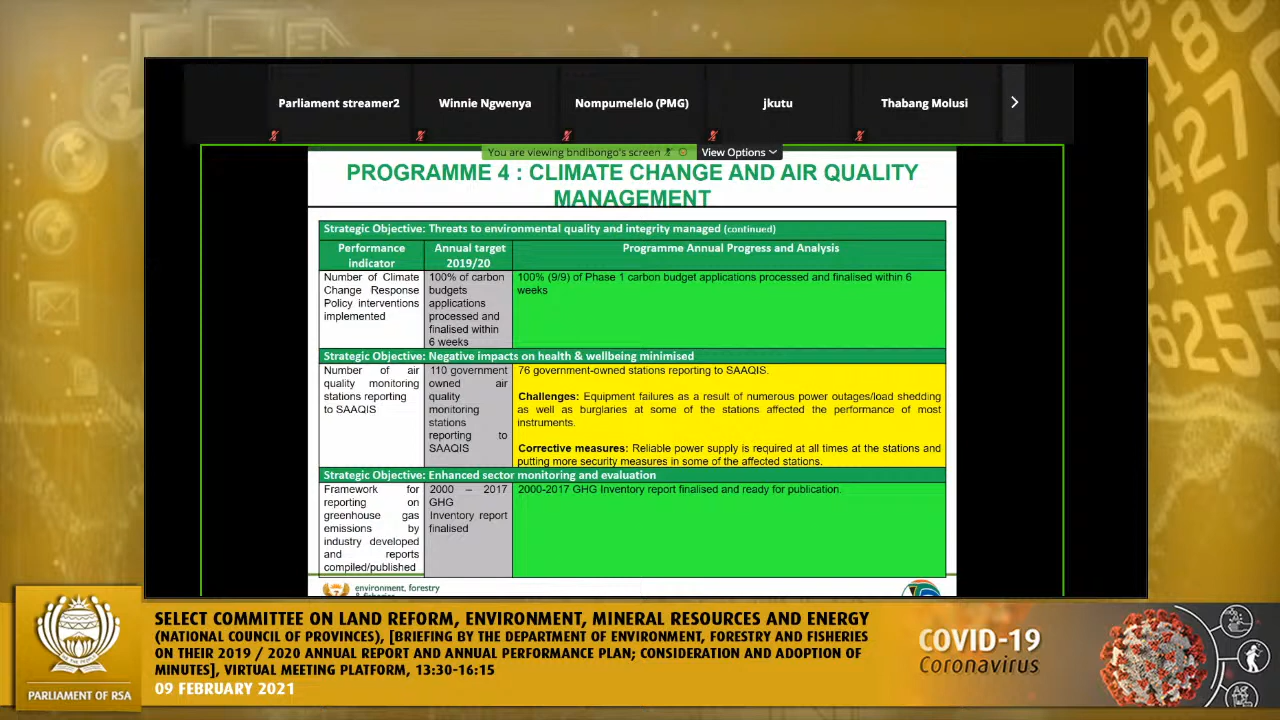 Parliament streamer2
Winnie Ngwenya
Nompumelelo (PMG)
jkutu
Thabang Molusi
You are viewing bndibongo's screen
View Options
PROGRAMME 4 : CLIMATE CHANGE AND AIR QUALITY
MANAGEMENT
Strategic Objective: Threats to environmental quality and integrity managed (continued)
Performance
indicator
Annual target
2019/20
Programme Annual Progress and Analysis
Number of Climate
Change Response
Policy interventions
implemented
100% of carbon
budgets
applications
processed and
finalised within
6 weeks
100% (9/9) of Phase 1 carbon budget applications processed and finalised within 6
weeks
Strategic Objective: Negative impacts on health & wellbeing minimised
Number of air
quality monitoring
stations reporting
to SAAQIS
110 government
owned air
quality
monitoring
stations
reporting to
SAAQIS
76 government-owned stations reporting to SAAQIS.
Challenges: Equipment failures as a result of numerous power outages/load shedding
as well as burglaries at some of the stations affected the performance of most
instruments.
Corrective measures: Reliable power supply is required at all times at the stations and
putting more security measures in some of the affected stations.
Strategic Objective: Enhanced sector monitoring and evaluation
Framework for
reporting on
greenhouse gas
emissions by
industry developed
and reports
compiled/published
2000 – 2017
GHG
Inventory report
finalised
2000-2017 GHG Inventory report finalised and ready for publication.
environment, forestry
PARLIAMENT OF RSA
SELECT COMMITTEE ON LAND REFORM, ENVIRONMENT, MINERAL RESOURCES AND ENERGY
(NATIONAL COUNCIL OF PROVINCES), [BRIEFING BY THE DEPARTMENT OF ENVIRONMENT, FORESTRY AND FISHERIES
ON THEIR 2019 / 2020 ANNUAL REPORT AND ANNUAL PERFORMANCE PLAN; CONSIDERATION AND ADOPTION OF
MINUTES], VIRTUAL MEETING PLATFORM, 13:30-16:15
09 FEBRUARY 2021
COVID-19
Coronavirus